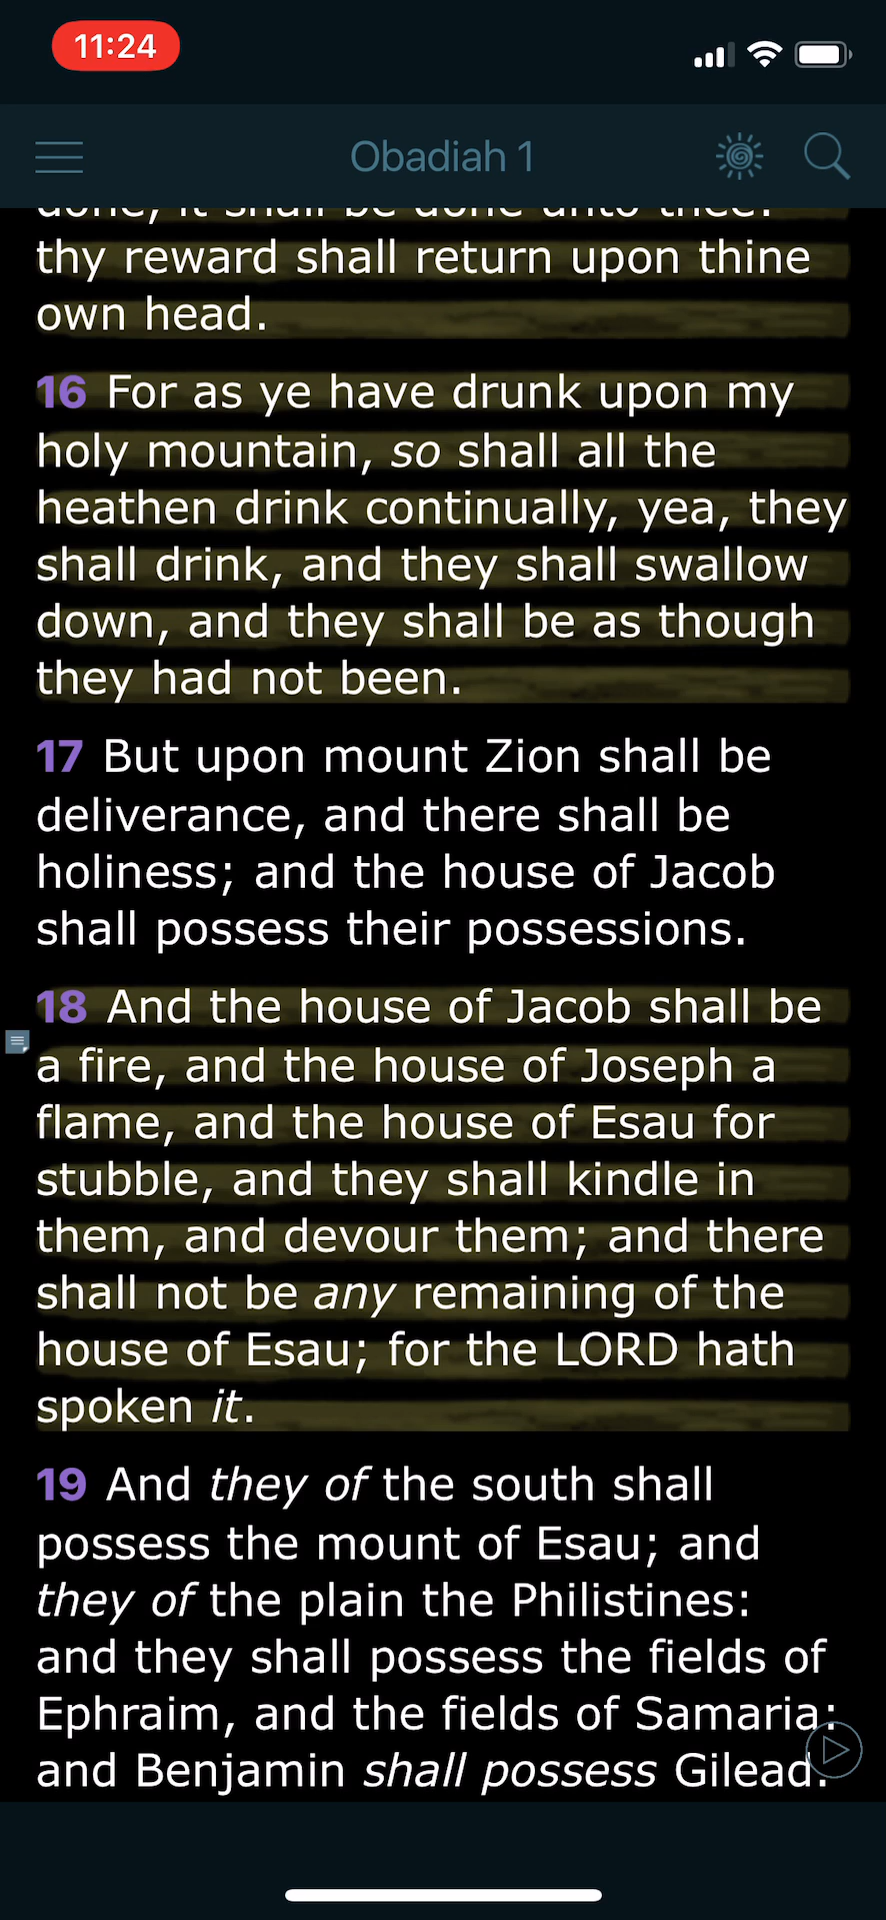 11:24
Obadiah 1
done, it shall be done unto thee:
thy reward shall return upon thine
own head.
16 For as ye have drunk upon my
holy mountain, so shall all the
heathen drink continually, yea, they
shall drink, and they shall swallow
down, and they shall be as though
they had not been.
17 But upon mount Zion shall be
deliverance, and there shall be
holiness; and the house of Jacob
shall possess their possessions.
18 And the house of Jacob shall be
a fire, and the house of Joseph a
flame, and the house of Esau for
stubble, and they shall kindle in
them, and devour them; and there
shall not be any remaining of the
house of Esau; for the LORD hath
spoken it.
19 And they of the south shall
possess the mount of Esau; and
they of the plain the Philistines:
and they shall possess the fields of
Ephraim, and the fields of Samaria:
and Benjamin shall possess Gilead.